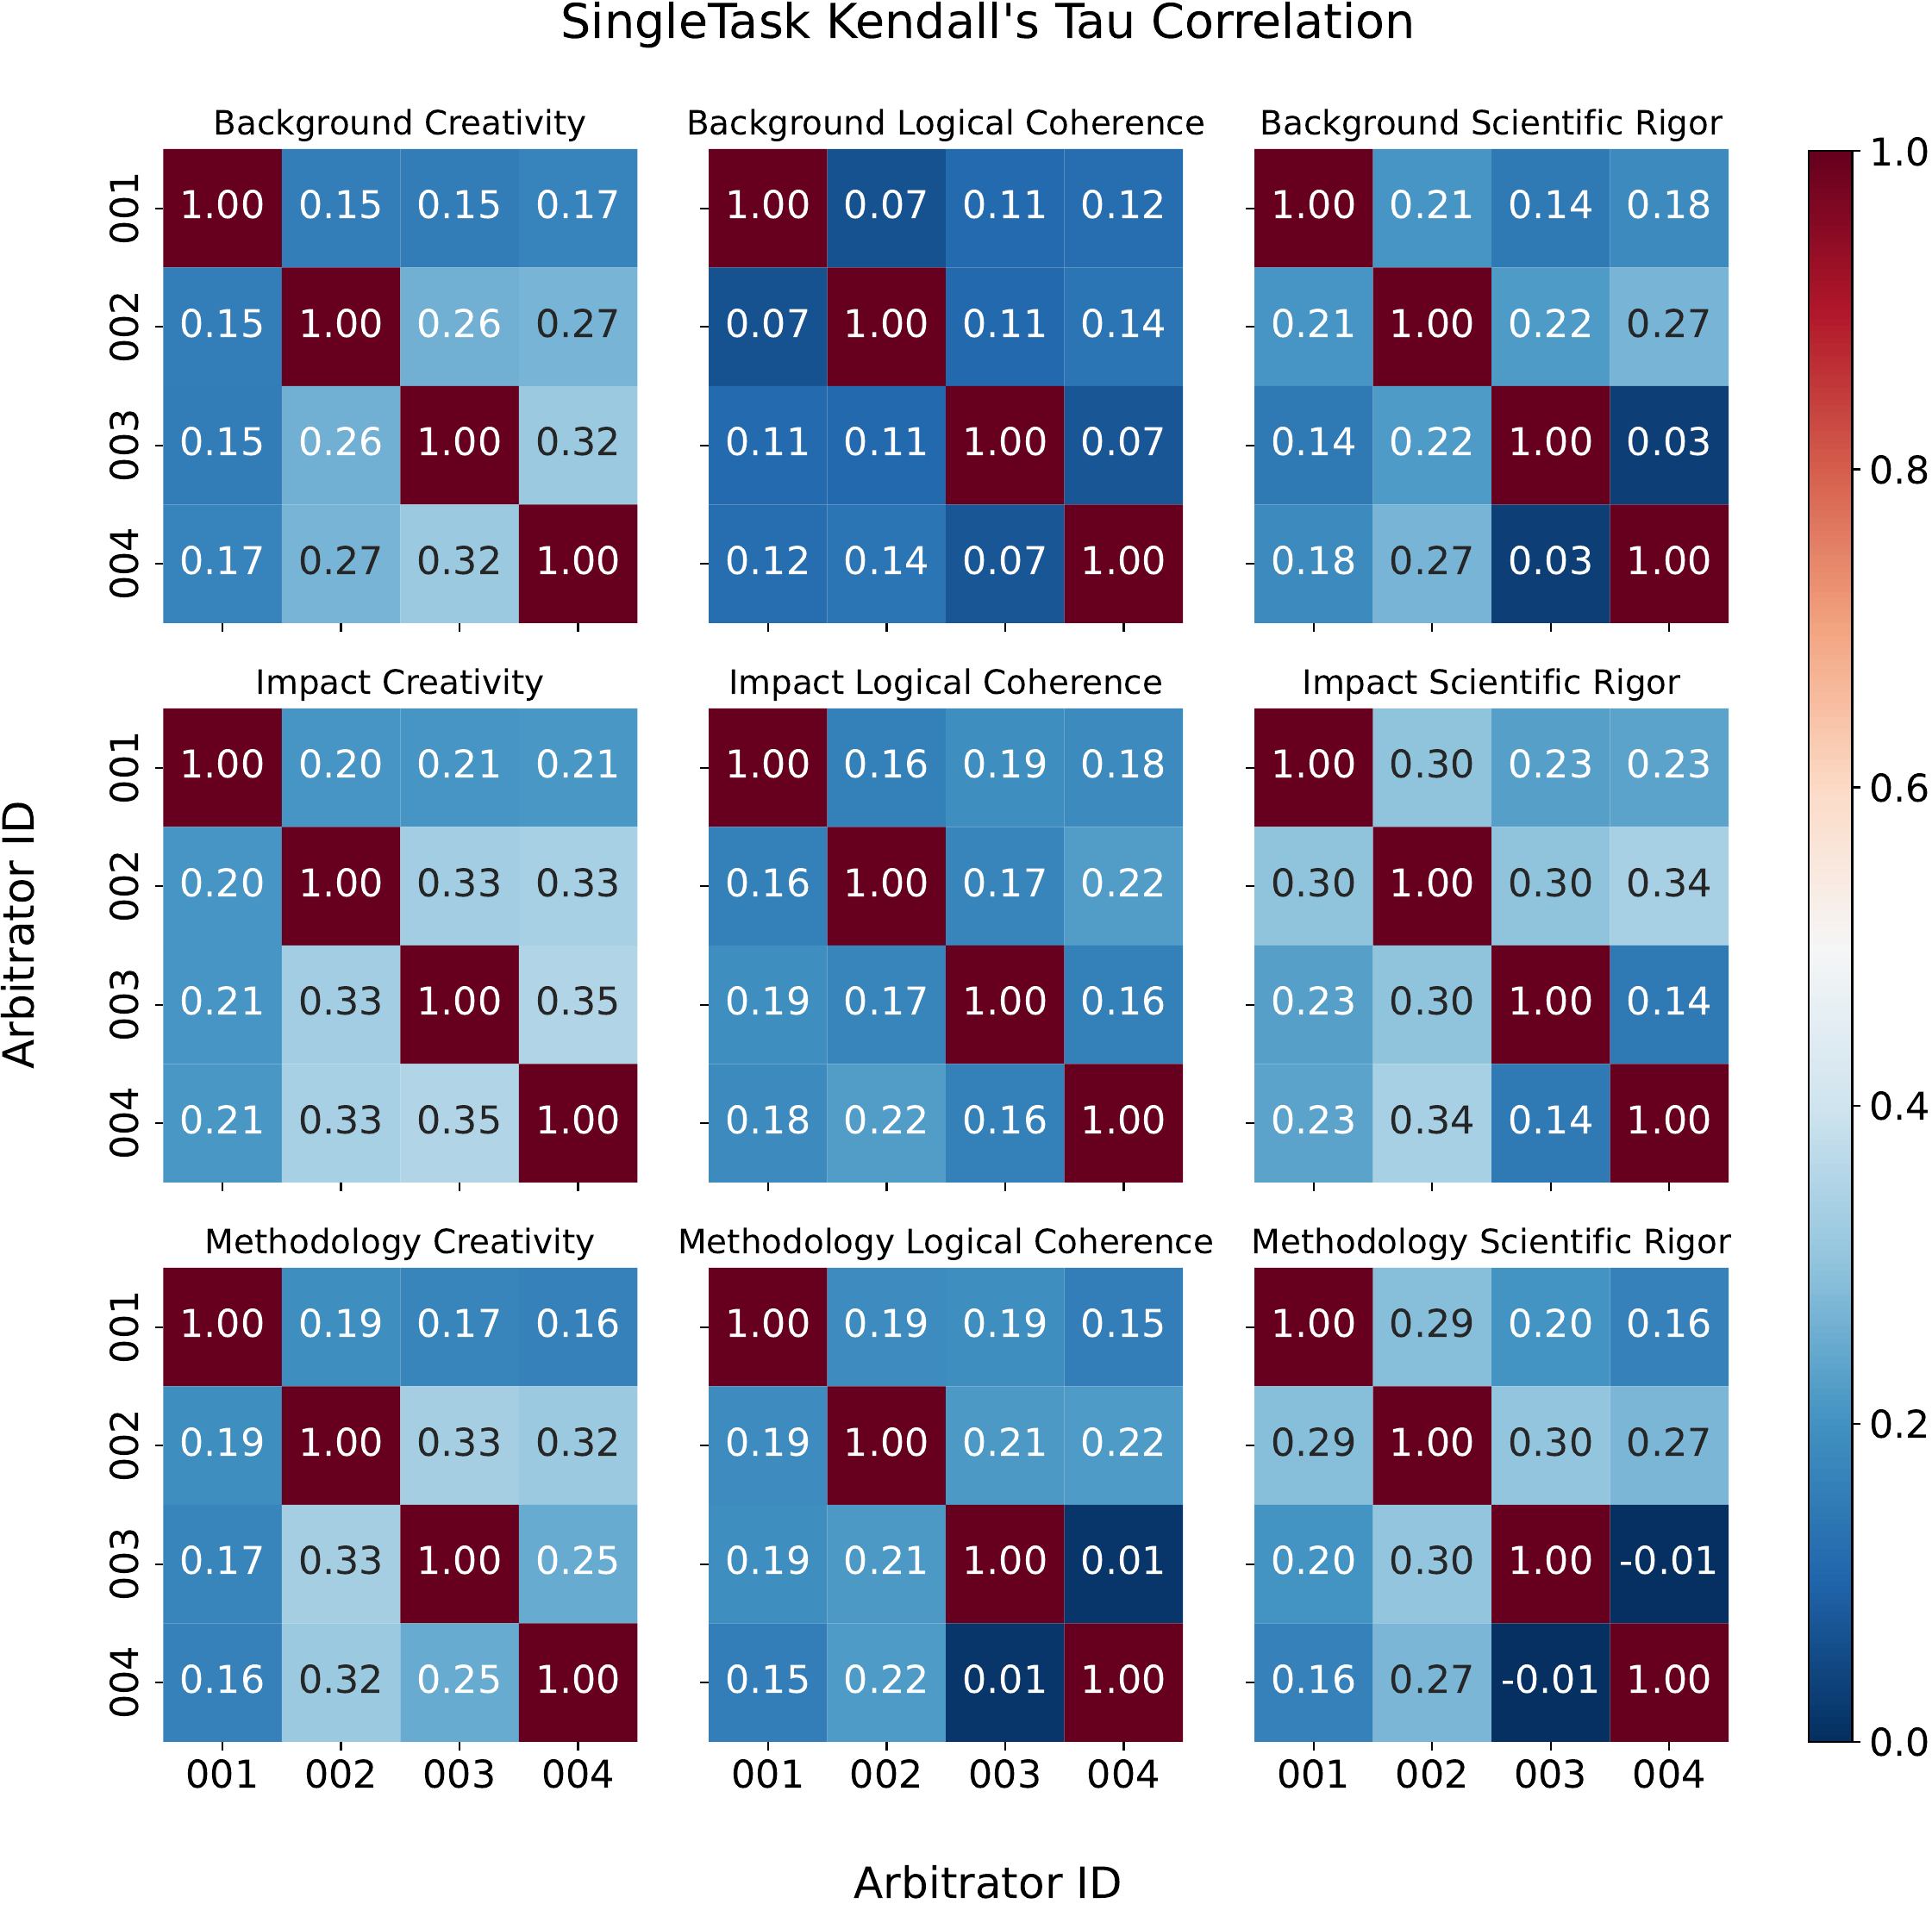 SingleTask Kendall's Tau Correlation
Background Creativity Background Logical Coherence Background Scientific Rigor
001 1.00 0.15 0.15 0.17 1.00 0.07 0.11 0.12 1.00 0.21 0.14 0.18 1.0
002 0.15 1.00 0.26 0.27 0.07 1.00 0.11 0.14 0.21 1.00 0.22 0.27
003 0.15 0.26 1.00 0.32 0.11 0.11 1.00 0.07 0.14 0.22 1.00 0.03 0.8
004 0.17 0.27 0.32 1.00 0.12 0.14 0.07 1.00 0.18 0.27 0.03 1.00
Impact Creativity Impact Logical Coherence Impact Scientific Rigor
001 1.00 0.20 0.21 0.21 1.00 0.16 0.19 0.18 1.00 0.30 0.23 0.23 0.6
002 0.20 1.00 0.33 0.33 0.16 1.00 0.17 0.22 0.30 1.00 0.30 0.34
Arbitrator ID
003 0.21 0.33 1.00 0.35 0.19 0.17 1.00 0.16 0.23 0.30 1.00 0.14
004 0.21 0.33 0.35 1.00 0.18 0.22 0.16 1.00 0.23 0.34 0.14 1.00 0.4
Methodology Creativity Methodology Logical Coherence Methodology Scientific Rigor
001 1.00 0.19 0.17 0.16 1.00 0.19 0.19 0.15 1.00 0.29 0.20 0.16
002 0.19 1.00 0.33 0.32 0.19 1.00 0.21 0.22 0.29 1.00 0.30 0.27 0.2
003 0.17 0.33 1.00 0.25 0.19 0.21 1.00 0.01 0.20 0.30 1.00 -0.01
004 0.16 0.32 0.25 1.00 0.15 0.22 0.01 1.00 0.16 0.27 -0.01 1.00 0.0
001 002 003 004 001 002 003 004 001 002 003 004
Arbitrator ID